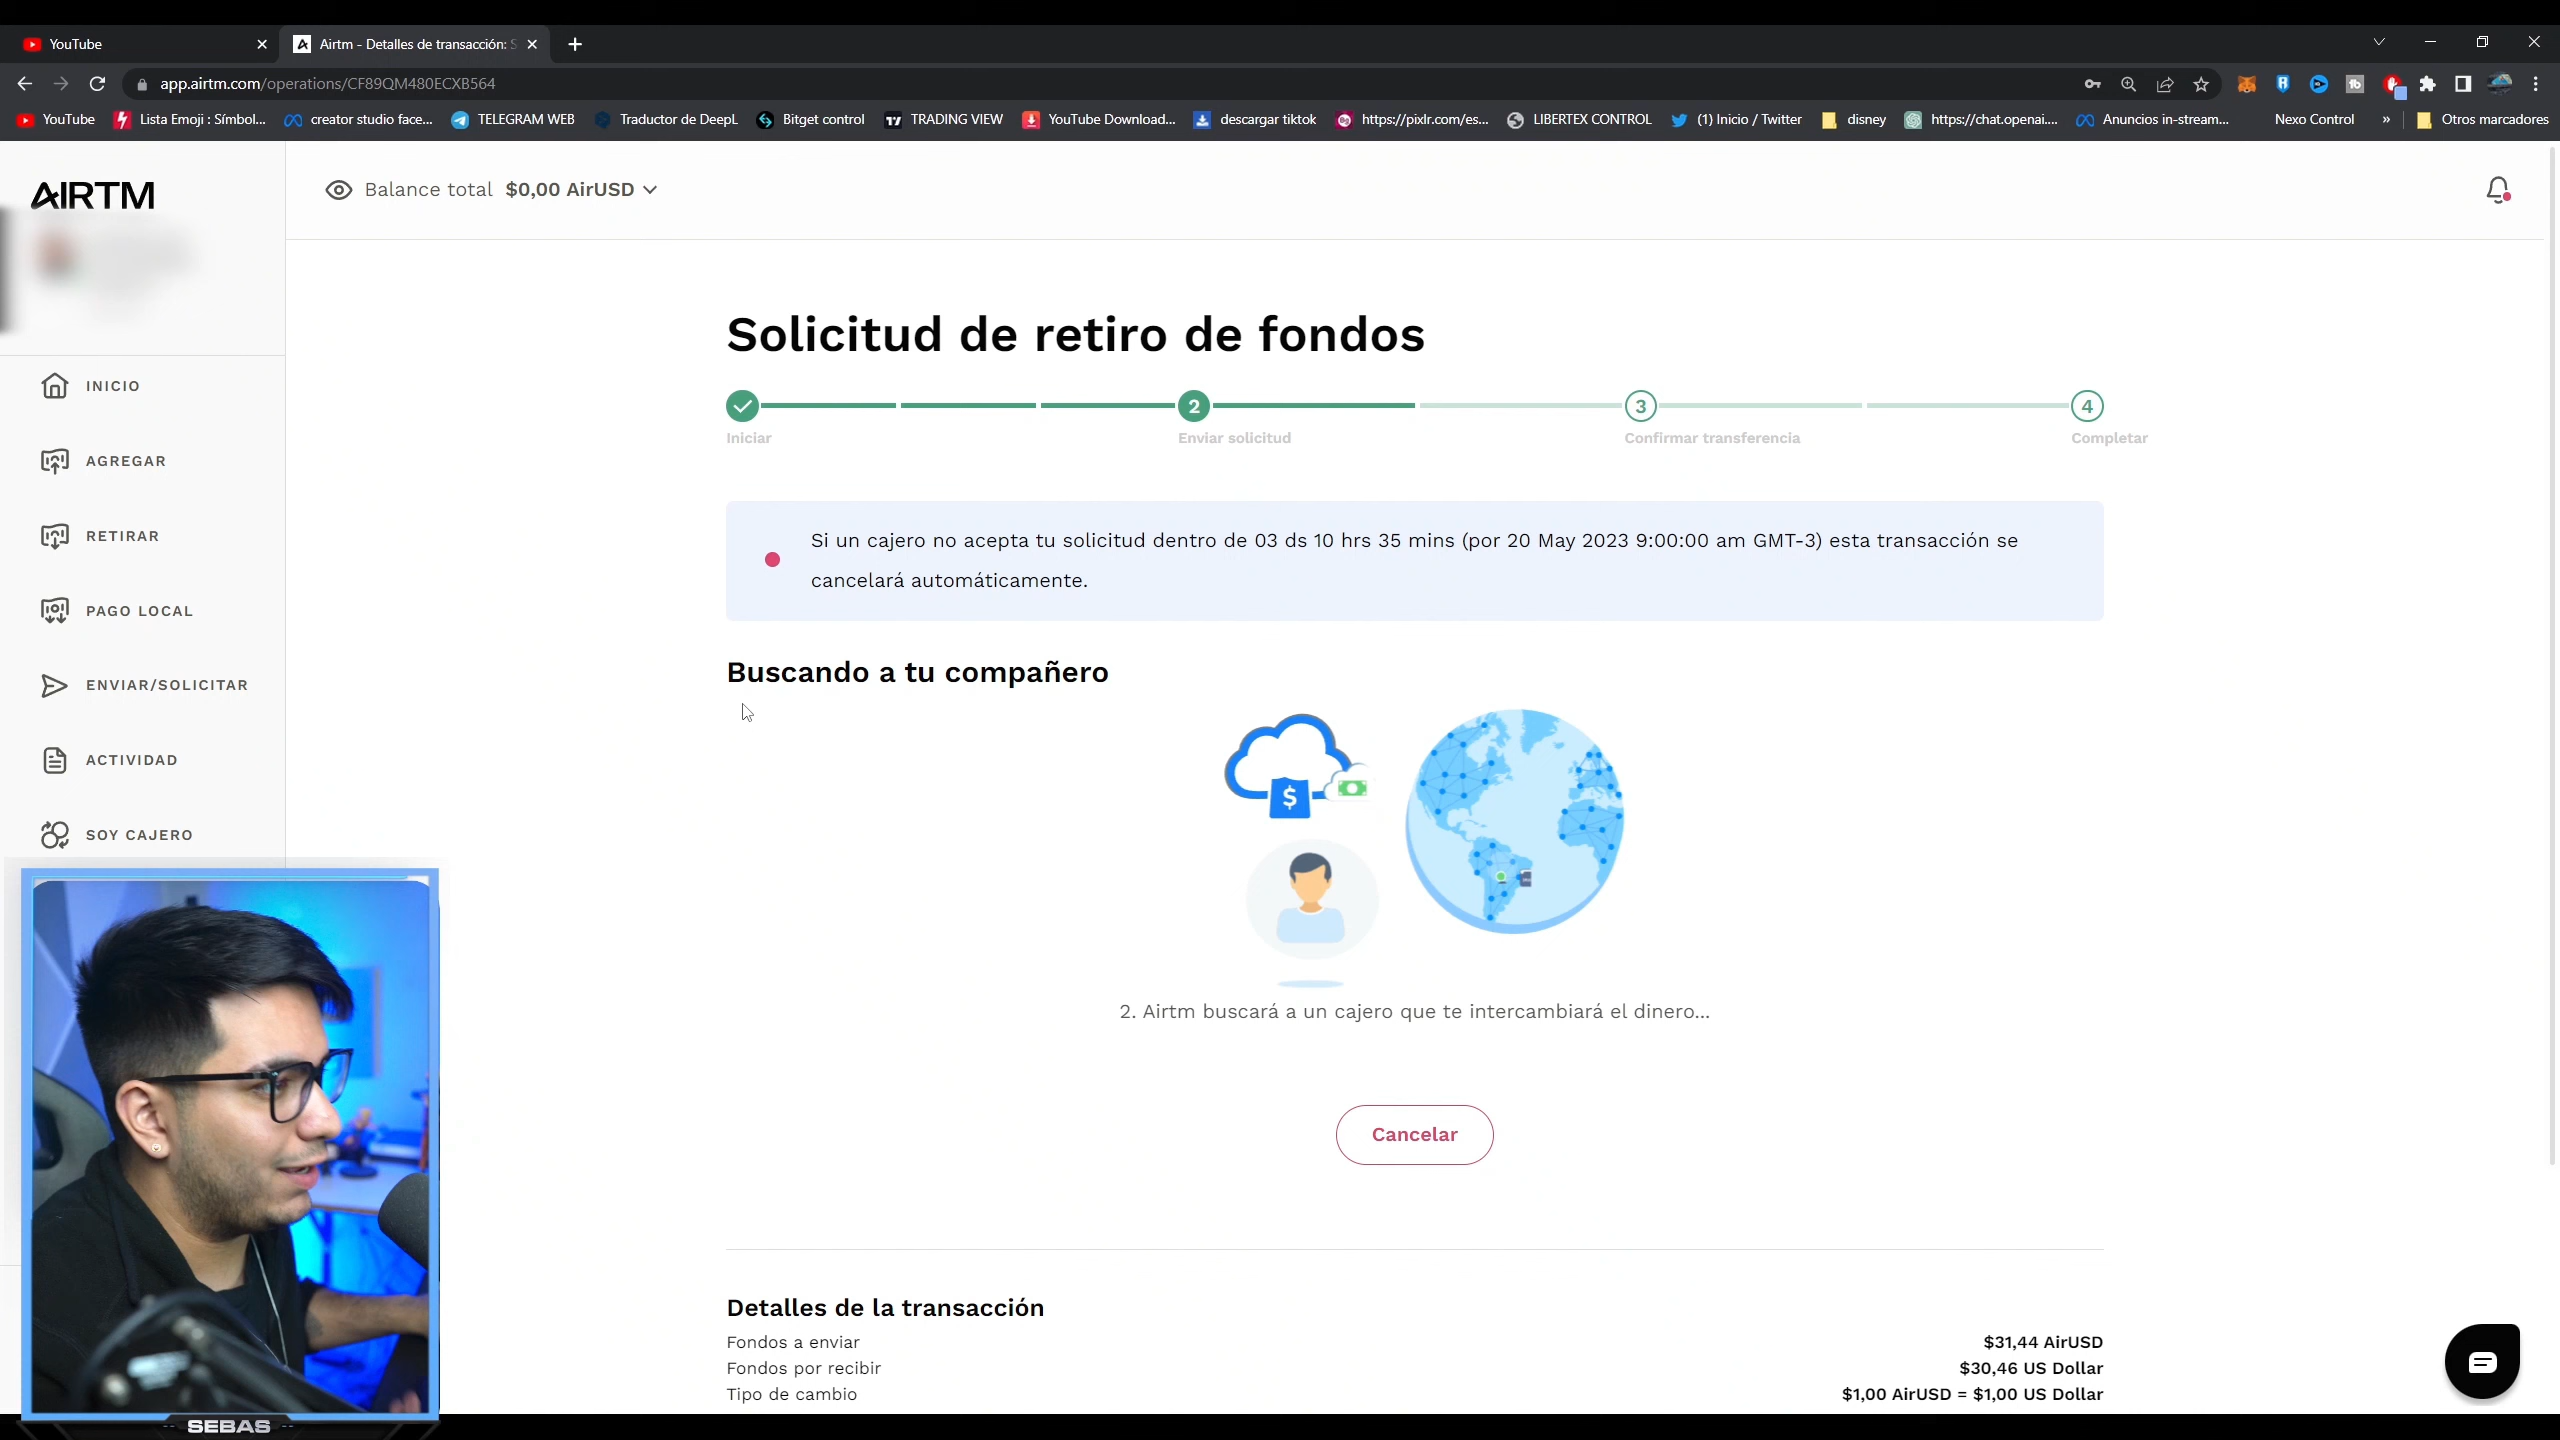 YouTube
Airtm - Detalles de transacción: S
app.airtm.com/operations/CF89QM480ECXB564
YouTube
Lista Emoji : Símbol...
creator studio face...
TELEGRAM WEB
Traductor de DeepL
Bitget control
TRADING VIEW
YouTube Download...
descargar tiktok
https://pixlr.com/es...
LIBERTEX CONTROL
(1) Inicio / Twitter
disney
https://chat.openai....
Anuncios in-stream...
Nexo Control
»
Otros marcadores
AIRTM
Balance total $0,00 AirUSD
INICIO
AGREGAR
RETIRAR
PAGO LOCAL
ENVIAR/SOLICITAR
ACTIVIDAD
SOY CAJERO
Solicitud de retiro de fondos
2
3
4
Iniciar
Enviar solicitud
Confirmar transferencia
Completar
Si un cajero no acepta tu solicitud dentro de 03 ds 10 hrs 35 mins (por 20 May 2023 9:00:00 am GMT-3) esta transacción se
cancelará automáticamente.
Buscando a tu compañero
$
2. Airtm buscará a un cajero que te intercambiará el dinero...
Cancelar
Detalles de la transacción
Fondos a enviar $31,44 AirUSD
Fondos por recibir $30,46 US Dollar
Tipo de cambio $1,00 AirUSD = $1,00 US Dollar
SEBAS